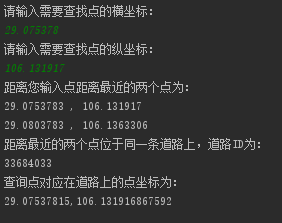 请输入需要查找点的横坐标:
29.075378
请输入需要查找点的纵坐标:
106.131917
距离您输入点距离最近的两个点为:
29.0753783 , 106.131917
29.0803783 , 106.1363306
距离最近的两个点位于同一条道路上，道路ID为:
33684033
查询点对应在道路上的点坐标为:
29.07537815,106.131916867592